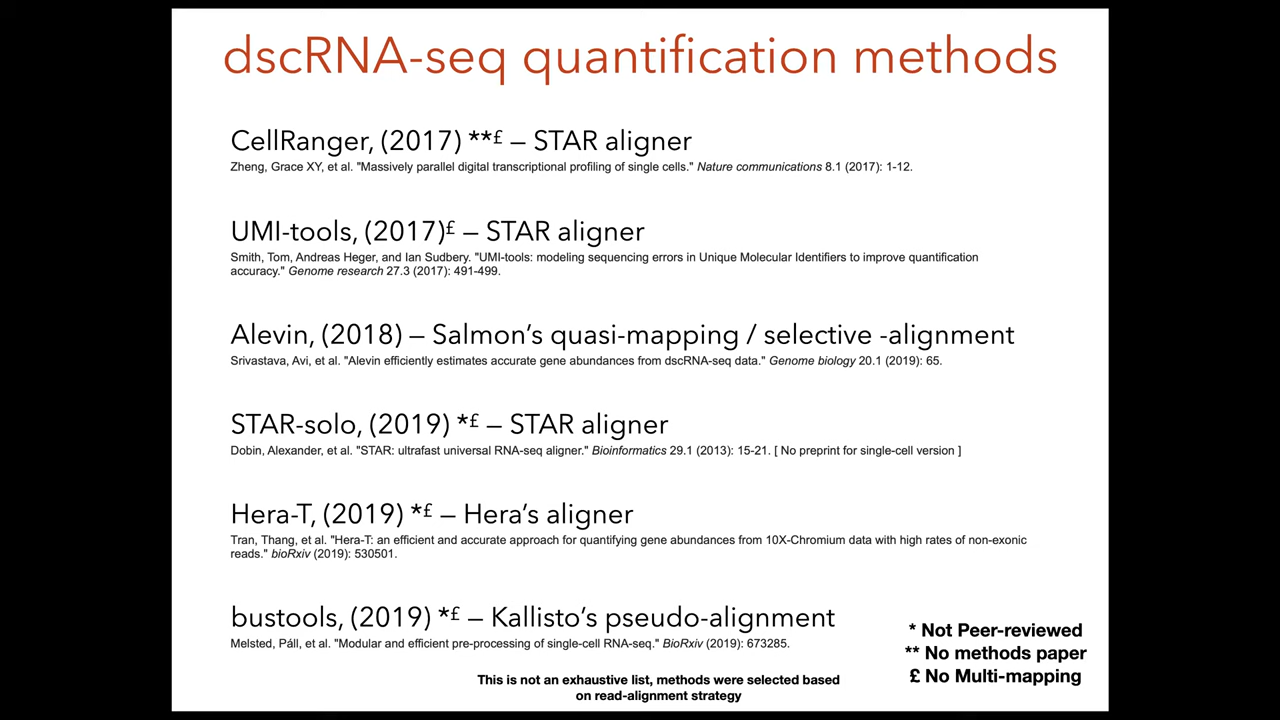 dscRNA-seq quantification methods
CellRanger, (2017) **£ – STAR aligner
Zheng, Grace XY, et al. "Massively parallel digital transcriptional profiling of single cells." Nature communications 8.1 (2017): 1-12.
UMI-tools, (2017)£ – STAR aligner
Smith, Tom, Andreas Heger, and Ian Sudbery. "UMI-tools: modeling sequencing errors in Unique Molecular Identifiers to improve quantification
accuracy." Genome research 27.3 (2017): 491-499.
Alevin, (2018) – Salmon’s quasi-mapping / selective -alignment
Srivastava, Avi, et al. "Alevin efficiently estimates accurate gene abundances from dscRNA-seq data." Genome biology 20.1 (2019): 65.
STAR-solo, (2019) *£ – STAR aligner
Dobin, Alexander, et al. "STAR: ultrafast universal RNA-seq aligner." Bioinformatics 29.1 (2013): 15-21. [ No preprint for single-cell version ]
Hera-T, (2019) *£ – Hera’s aligner
Tran, Thang, et al. "Hera-T: an efficient and accurate approach for quantifying gene abundances from 10X-Chromium data with high rates of non-exonic
reads." bioRxiv (2019): 530501.
bustools, (2019) *£ – Kallisto’s pseudo-alignment
Melsted, Páll, et al. "Modular and efficient pre-processing of single-cell RNA-seq." BioRxiv (2019): 673285.
* Not Peer-reviewed
** No methods paper
£ No Multi-mapping
This is not an exhaustive list, methods were selected based
on read-alignment strategy